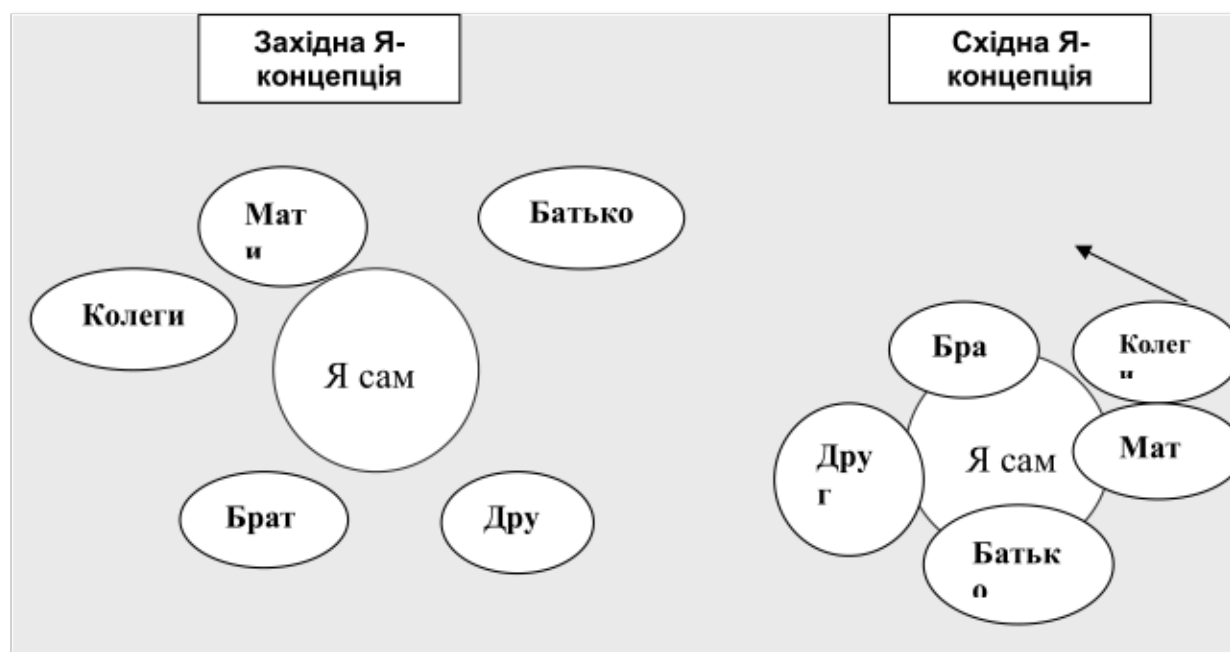 Західна Я-
концепція
Мат
и
Батько
Колеги
Я сам
Брат
Дру
Східна Я-
концепція
Бра
Колег
и
Дру
г
Я сам
Мат
Батьк
о